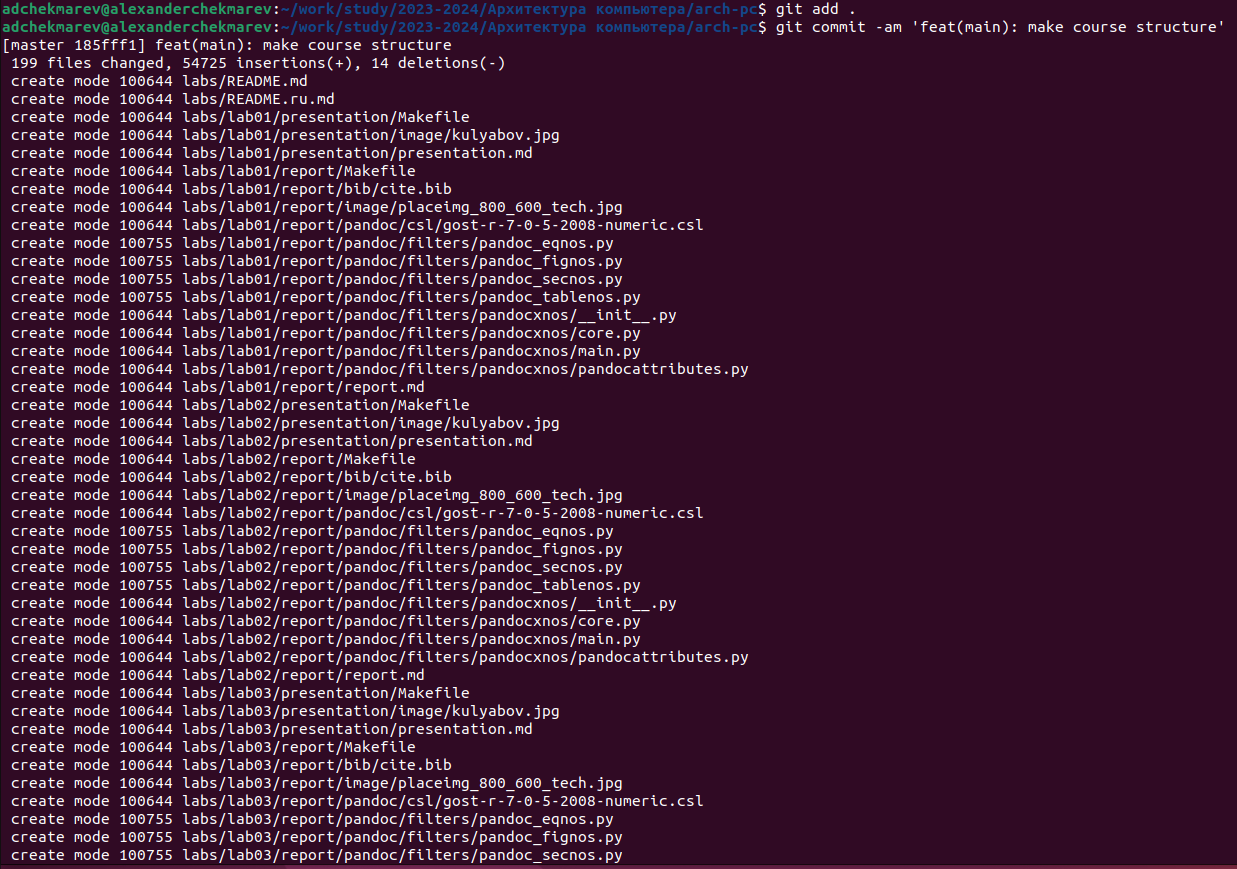 adchekmarev@alexanderchekmarev:~/work/study/2023-2024/Архитектура компьютера/arch-pc$ git add .
adchekmarev@alexanderchekmarev:~/work/study/2023-2024/Архитектура компьютера/arch-pc$ git commit -am 'feat(main): make course structure'
[master 185fff1] feat(main): make course structure
 199 files changed, 54725 insertions(+), 14 deletions(-)
 create mode 100644 labs/README.md
 create mode 100644 labs/README.ru.md
 create mode 100644 labs/lab01/presentation/Makefile
 create mode 100644 labs/lab01/presentation/image/kulyabov.jpg
 create mode 100644 labs/lab01/presentation/presentation.md
 create mode 100644 labs/lab01/report/Makefile
 create mode 100644 labs/lab01/report/bib/cite.bib
 create mode 100644 labs/lab01/report/image/placeimg_800_600_tech.jpg
 create mode 100644 labs/lab01/report/pandoc/csl/gost-r-7-0-5-2008-numeric.csl
 create mode 100755 labs/lab01/report/pandoc/filters/pandoc_eqnos.py
 create mode 100755 labs/lab01/report/pandoc/filters/pandoc_fignos.py
 create mode 100755 labs/lab01/report/pandoc/filters/pandoc_secnos.py
 create mode 100755 labs/lab01/report/pandoc/filters/pandoc_tablenos.py
 create mode 100644 labs/lab01/report/pandoc/filters/pandocxnos/__init__.py
 create mode 100644 labs/lab01/report/pandoc/filters/pandocxnos/core.py
 create mode 100644 labs/lab01/report/pandoc/filters/pandocxnos/main.py
 create mode 100644 labs/lab01/report/pandoc/filters/pandocxnos/pandocattributes.py
 create mode 100644 labs/lab01/report/report.md
 create mode 100644 labs/lab02/presentation/Makefile
 create mode 100644 labs/lab02/presentation/image/kulyabov.jpg
 create mode 100644 labs/lab02/presentation/presentation.md
 create mode 100644 labs/lab02/report/Makefile
 create mode 100644 labs/lab02/report/bib/cite.bib
 create mode 100644 labs/lab02/report/image/placeimg_800_600_tech.jpg
 create mode 100644 labs/lab02/report/pandoc/csl/gost-r-7-0-5-2008-numeric.csl
 create mode 100755 labs/lab02/report/pandoc/filters/pandoc_eqnos.py
 create mode 100755 labs/lab02/report/pandoc/filters/pandoc_fignos.py
 create mode 100755 labs/lab02/report/pandoc/filters/pandoc_secnos.py
 create mode 100755 labs/lab02/report/pandoc/filters/pandoc_tablenos.py
 create mode 100644 labs/lab02/report/pandoc/filters/pandocxnos/__init__.py
 create mode 100644 labs/lab02/report/pandoc/filters/pandocxnos/core.py
 create mode 100644 labs/lab02/report/pandoc/filters/pandocxnos/main.py
 create mode 100644 labs/lab02/report/pandoc/filters/pandocxnos/pandocattributes.py
 create mode 100644 labs/lab02/report/report.md
 create mode 100644 labs/lab03/presentation/Makefile
 create mode 100644 labs/lab03/presentation/image/kulyabov.jpg
 create mode 100644 labs/lab03/presentation/presentation.md
 create mode 100644 labs/lab03/report/Makefile
 create mode 100644 labs/lab03/report/bib/cite.bib
 create mode 100644 labs/lab03/report/image/placeimg_800_600_tech.jpg
 create mode 100644 labs/lab03/report/pandoc/csl/gost-r-7-0-5-2008-numeric.csl
 create mode 100755 labs/lab03/report/pandoc/filters/pandoc_eqnos.py
 create mode 100755 labs/lab03/report/pandoc/filters/pandoc_fignos.py
 create mode 100755 labs/lab03/report/pandoc/filters/pandoc_secnos.py